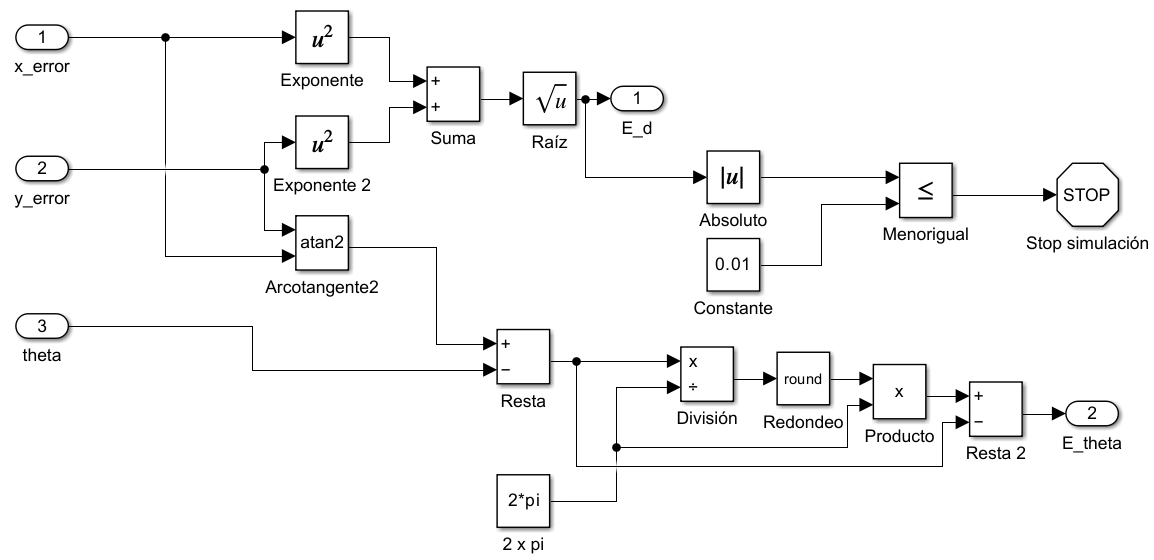 1
x_error
u²
Exponente
2
y_error
u²
Exponente 2
+
+
Suma
√u
Raíz
1
E_d
atan2
Arcotangente2
|u|
Absoluto
0.01
Constante
≤
Menorigual
STOP
Stop simulación
3
theta
+
−
Resta
x
÷
División
round
Redondeo
x
Producto
+
−
Resta 2
2
E_theta
2*pi
2 x pi